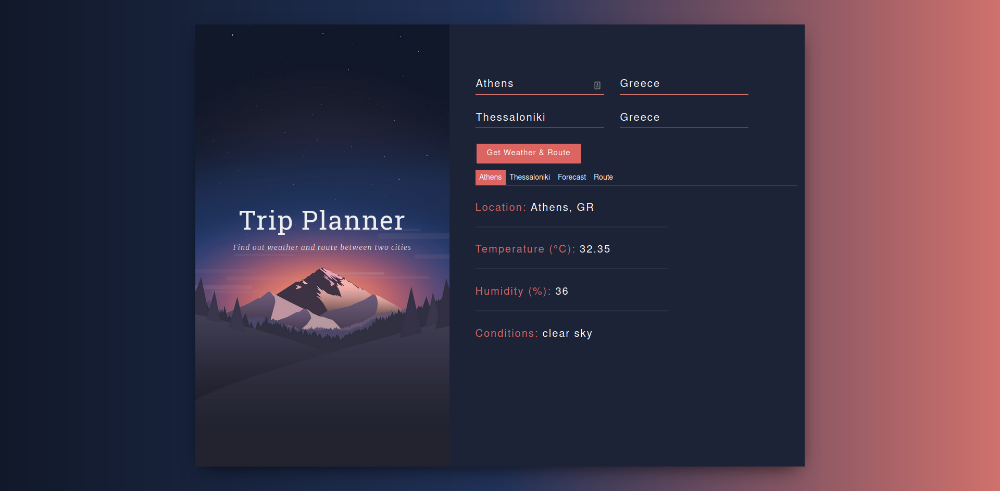 Trip Planner
Find out weather and route between two cities
Athens Greece
Thessaloniki Greece
Get Weather & Route
Athens Thessaloniki Forecast Route
Location: Athens, GR
Temperature (°C): 32.35
Humidity (%): 36
Conditions: clear sky